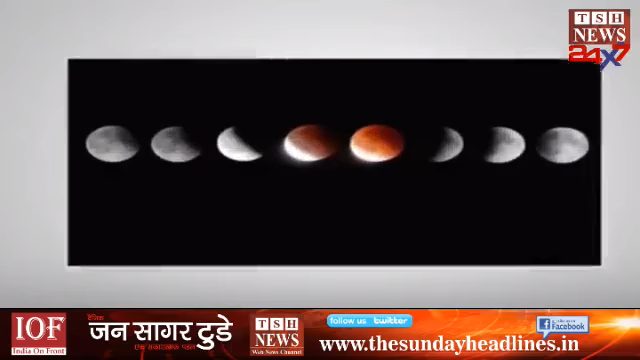 TSH
NEWS
24x7
IOF
India On Front
दैनिक
जन सागर टुडे
TSH
NEWS
Web News Channel
follow us twitter
www.thesundayheadlines.in
Facebook